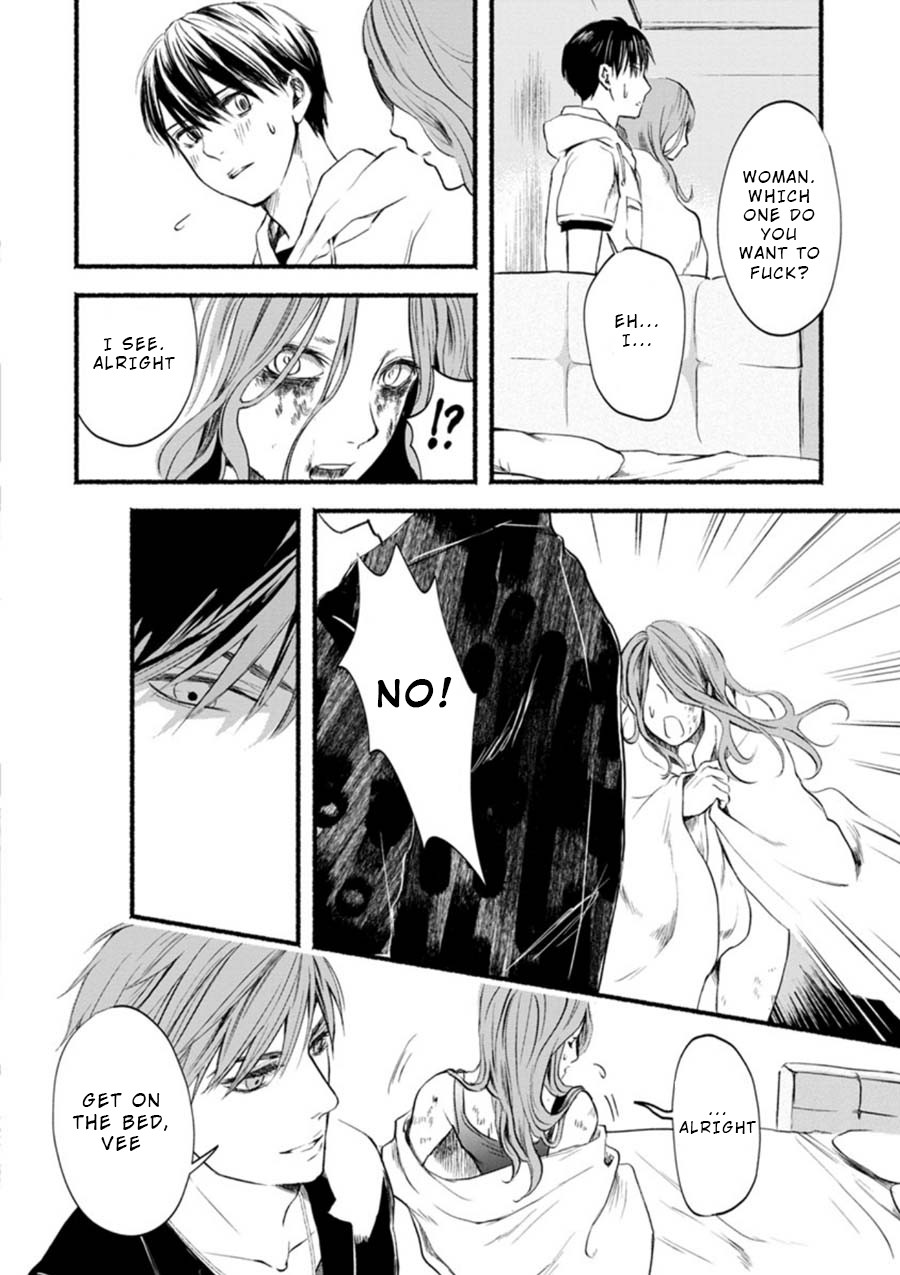 WOMAN.
WHICH
ONE DO
YOU
WANT TO
FUCK?
EH...
I...
!?
I SEE.
ALRIGHT
NO!
...
ALRIGHT
GET ON
THE BED,
VEE